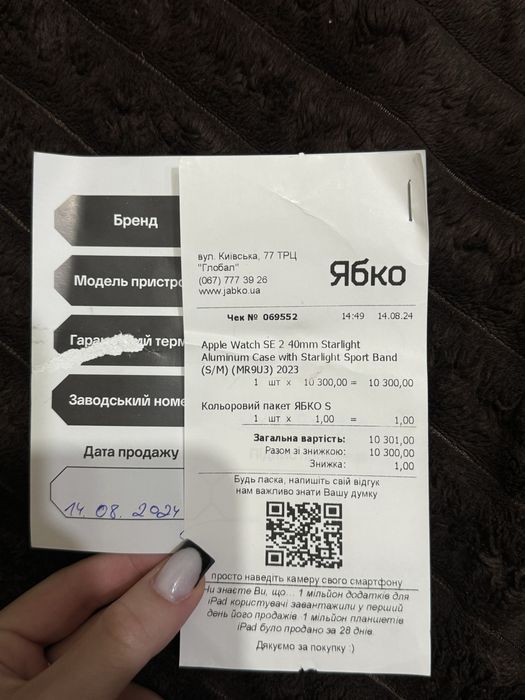 Бренд
Модель пристро
Гара ий терм
Заводський номе
Дата продажу
14. 08. 2024
вул. Київська, 77 ТРЦ
"Глобал"
(067) 777 39 26
www.jabko.ua
Ябко
Чек № 069552 14:49 14.08.24
Apple Watch SE 2 40mm Starlight
Aluminum Case with Starlight Sport Band
(S/M) (MR9U3) 2023
1 шт x 10 300,00 = 10 300,00
Кольоровий пакет ЯБКО S
1 шт x 1,00 = 1,00
Загальна вартість: 10 301,00
Разом зі знижкою: 10 300,00
Знижка: 1,00
Будь ласка, напишіть свій відгук
нам важливо знати Вашу думку
просто наведіть камеру свого смартфону
Чи знаєте Ви, що... 1 мільйон додатків для
iPad користувачі завантажили у перший
день його продажів. 1 мільйон планшетів
iPad було продано за 28 днів.
Дякуємо за покупку :)